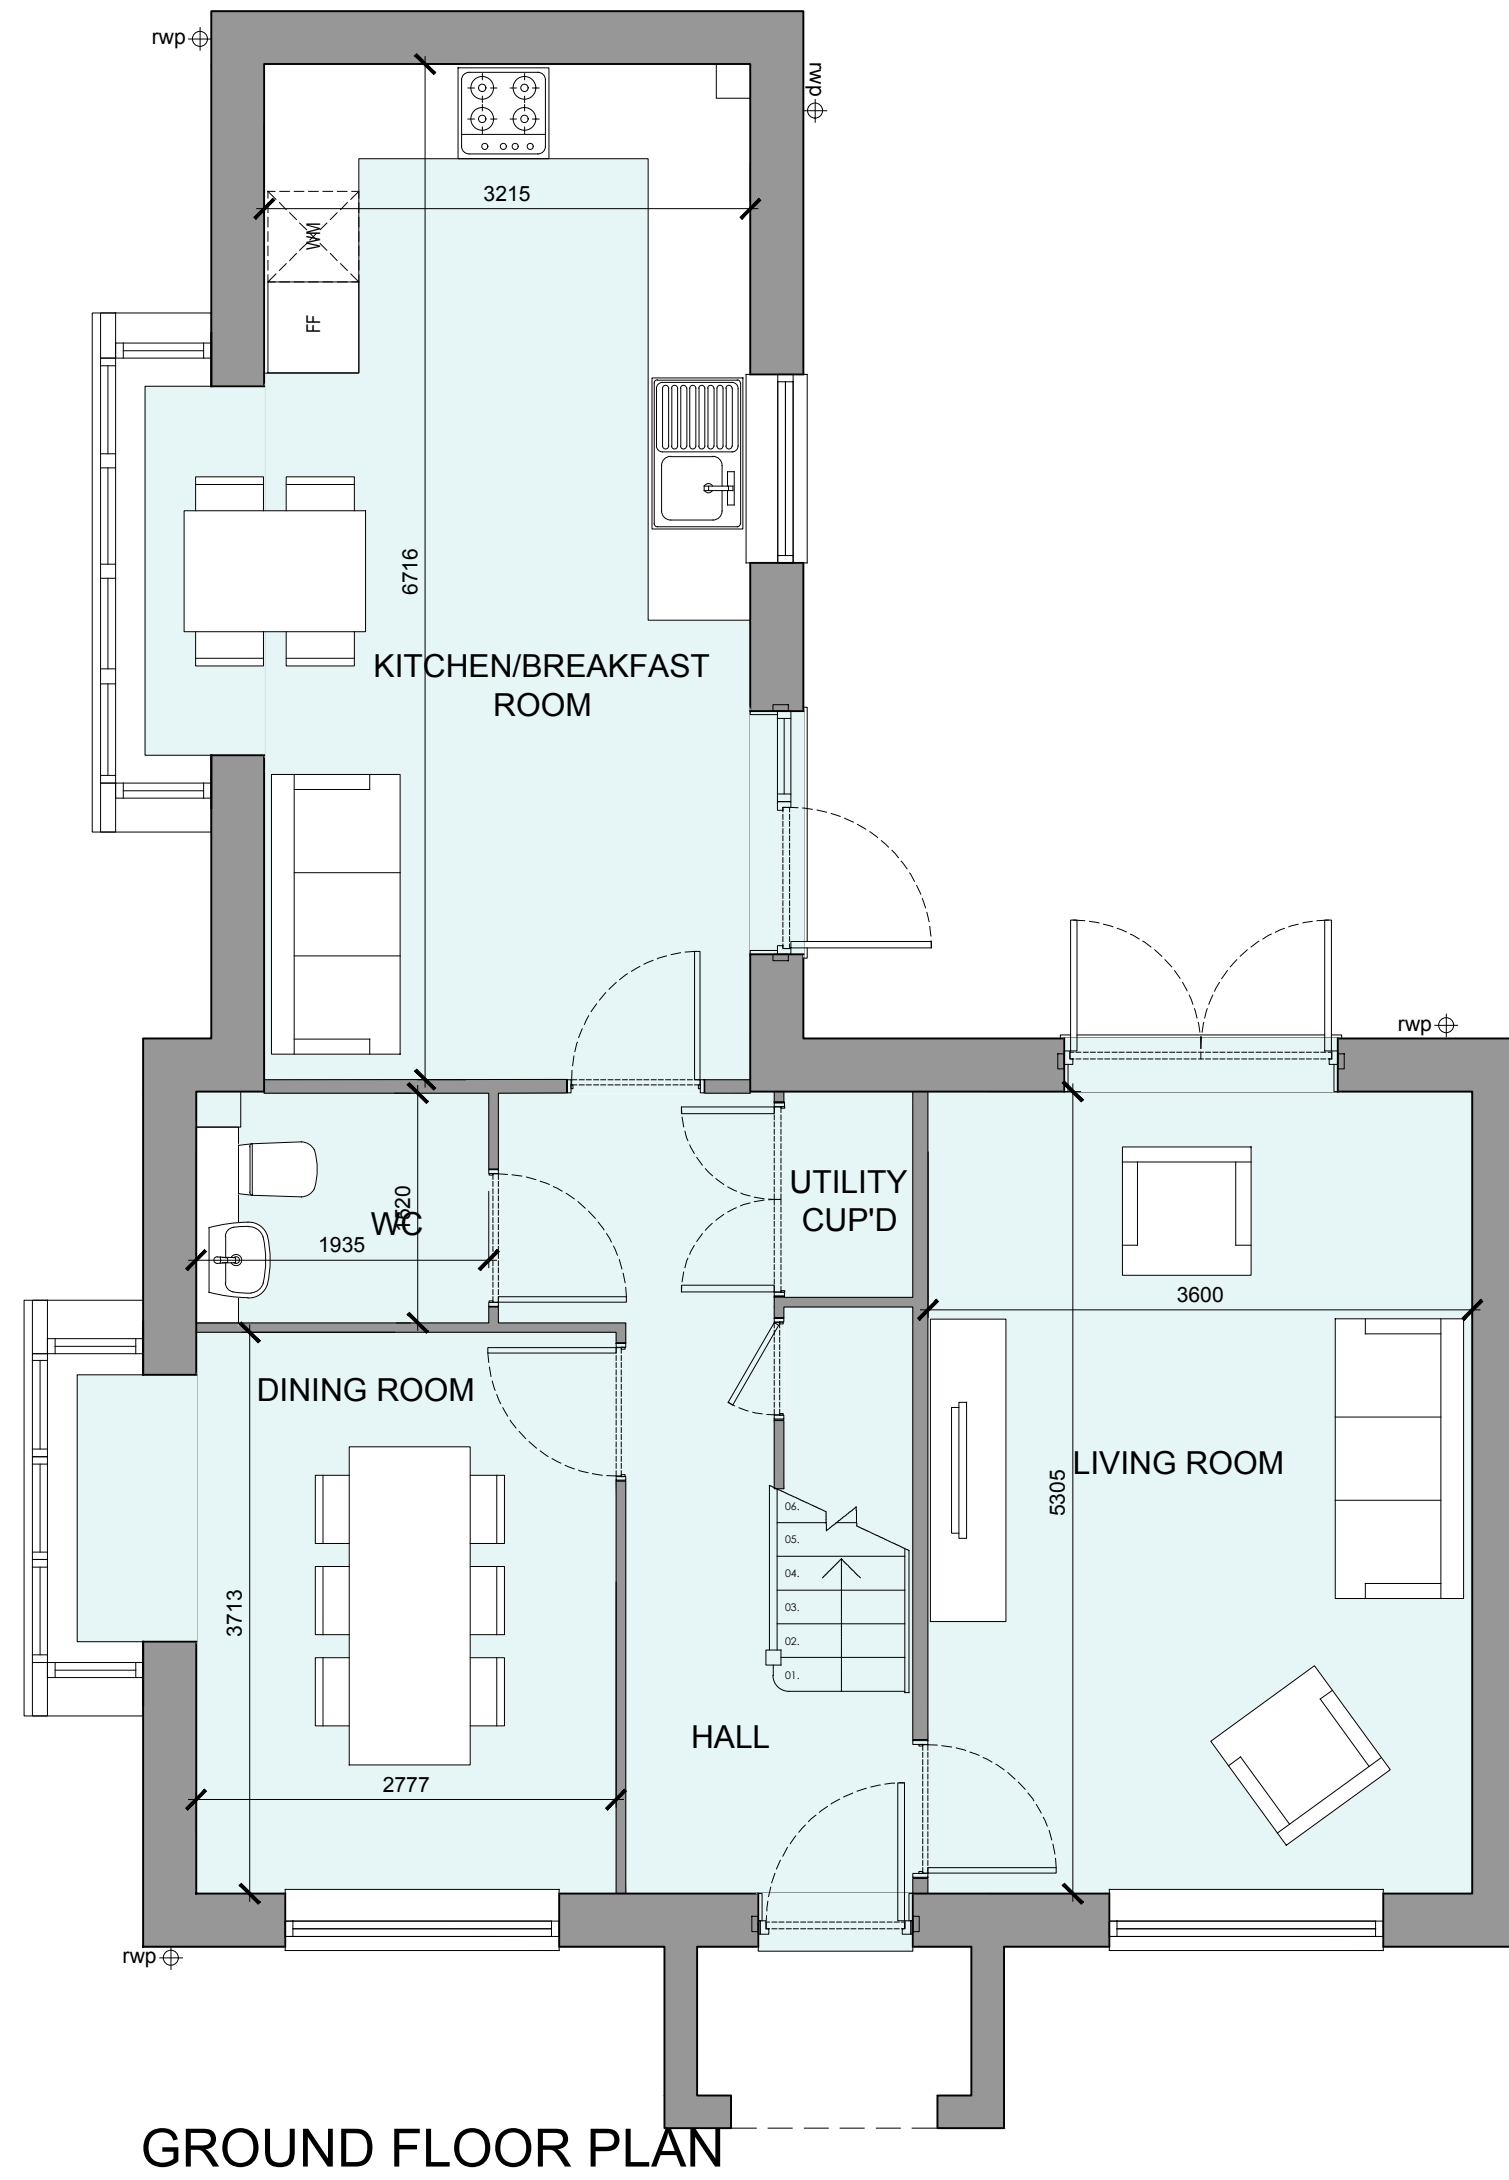 rwp
rwp
3215
WM
FF
6716
KITCHEN/BREAKFAST
ROOM
rwp
UTILITY
CUP'D
WC
1520
1935
3600
DINING ROOM
LIVING ROOM
5305
06.
05.
04.
03.
02.
01.
3713
HALL
2777
rwp
GROUND FLOOR PLAN